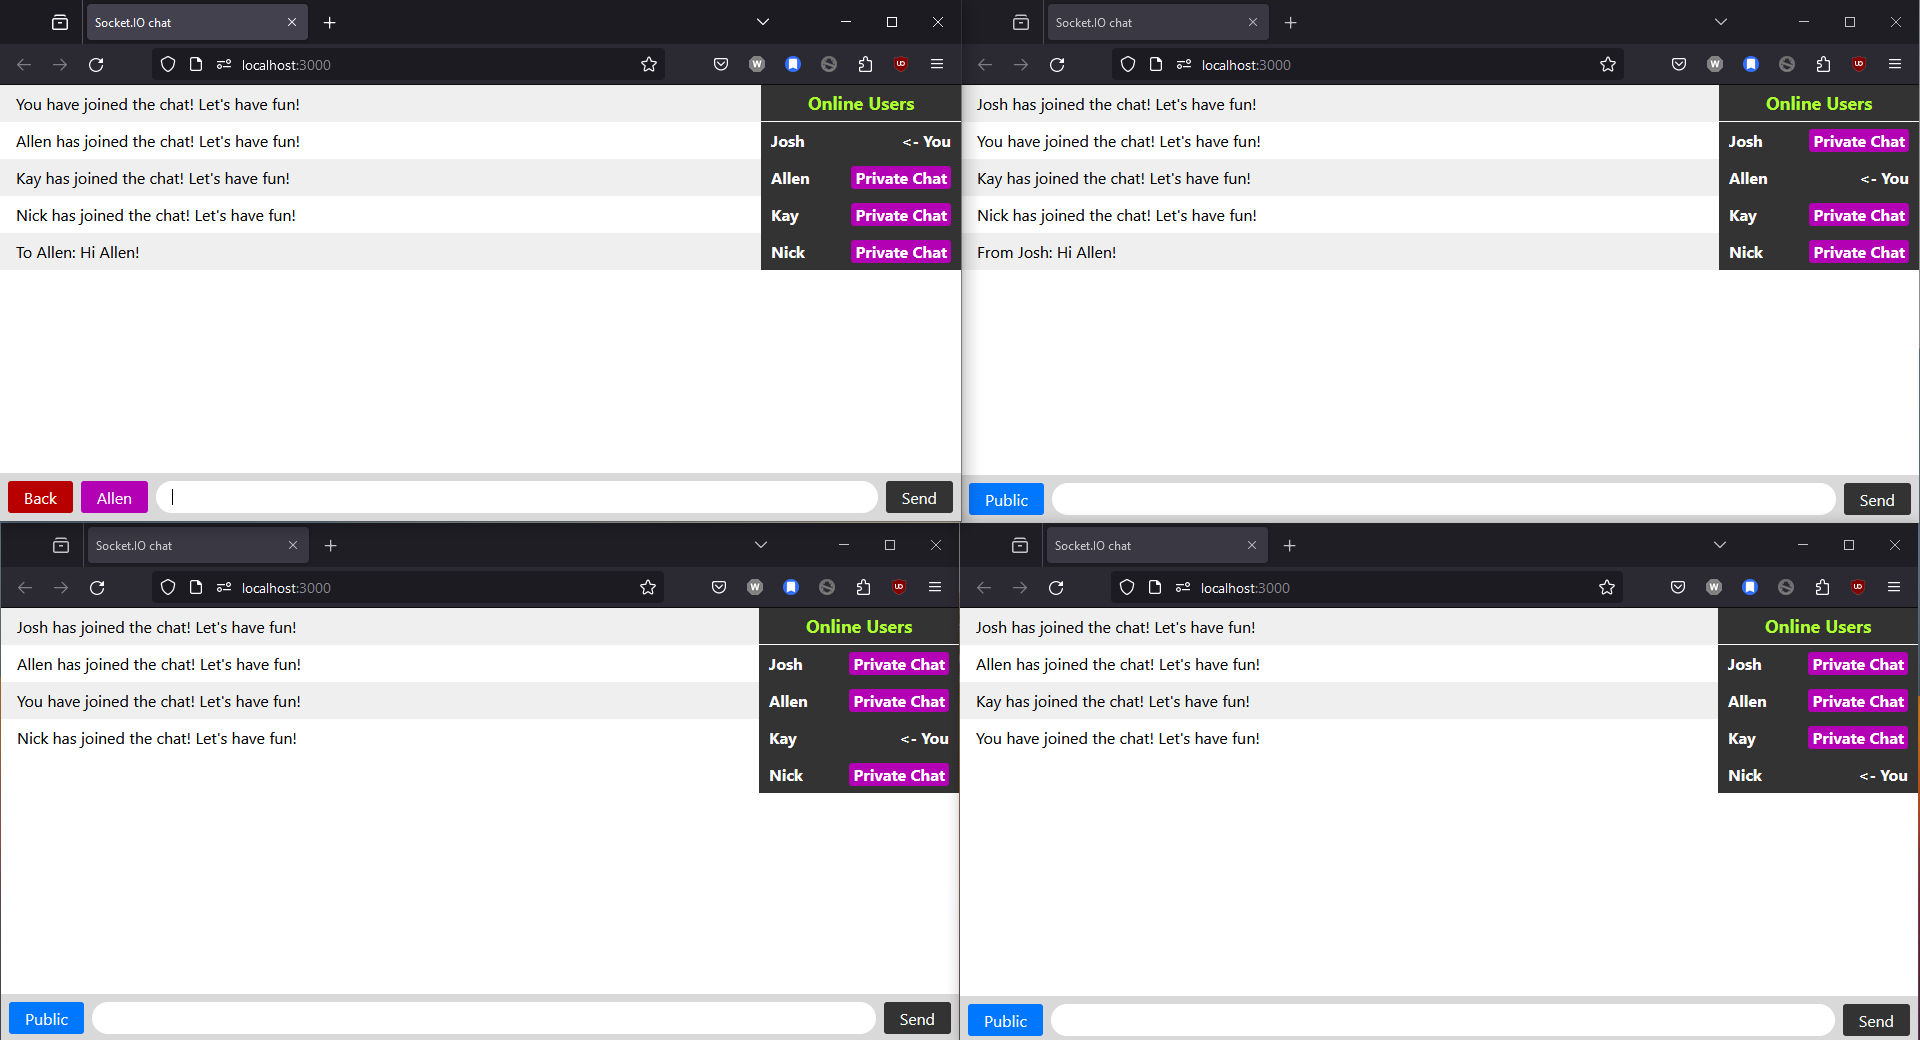 Socket.IO chat
localhost:3000
You have joined the chat! Let's have fun!
Allen has joined the chat! Let's have fun!
Kay has joined the chat! Let's have fun!
Nick has joined the chat! Let's have fun!
To Allen: Hi Allen!
Online Users
Josh <- You
Allen Private Chat
Kay Private Chat
Nick Private Chat
Back Allen Send
Socket.IO chat
localhost:3000
Josh has joined the chat! Let's have fun!
You have joined the chat! Let's have fun!
Kay has joined the chat! Let's have fun!
Nick has joined the chat! Let's have fun!
From Josh: Hi Allen!
Online Users
Josh Private Chat
Allen <- You
Kay Private Chat
Nick Private Chat
Public Send
Socket.IO chat
localhost:3000
Josh has joined the chat! Let's have fun!
Allen has joined the chat! Let's have fun!
You have joined the chat! Let's have fun!
Nick has joined the chat! Let's have fun!
Online Users
Josh Private Chat
Allen Private Chat
Kay <- You
Nick Private Chat
Public Send
Socket.IO chat
localhost:3000
Josh has joined the chat! Let's have fun!
Allen has joined the chat! Let's have fun!
Kay has joined the chat! Let's have fun!
You have joined the chat! Let's have fun!
Online Users
Josh Private Chat
Allen Private Chat
Kay Private Chat
Nick <- You
Public Send